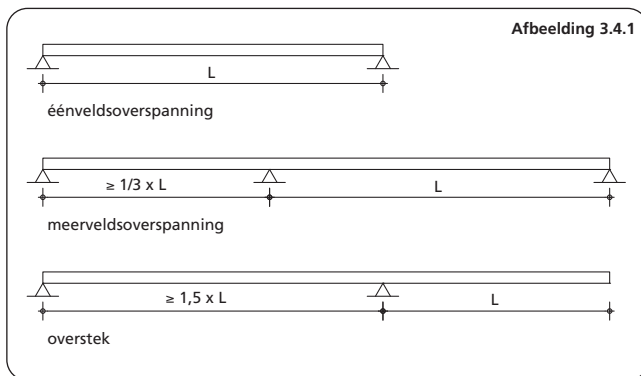 Afbeelding 3.4.1
L
éénveldsoverspanning
≥ 1/3 x L L
meerveldsoverspanning
≥ 1,5 x L L
overstek